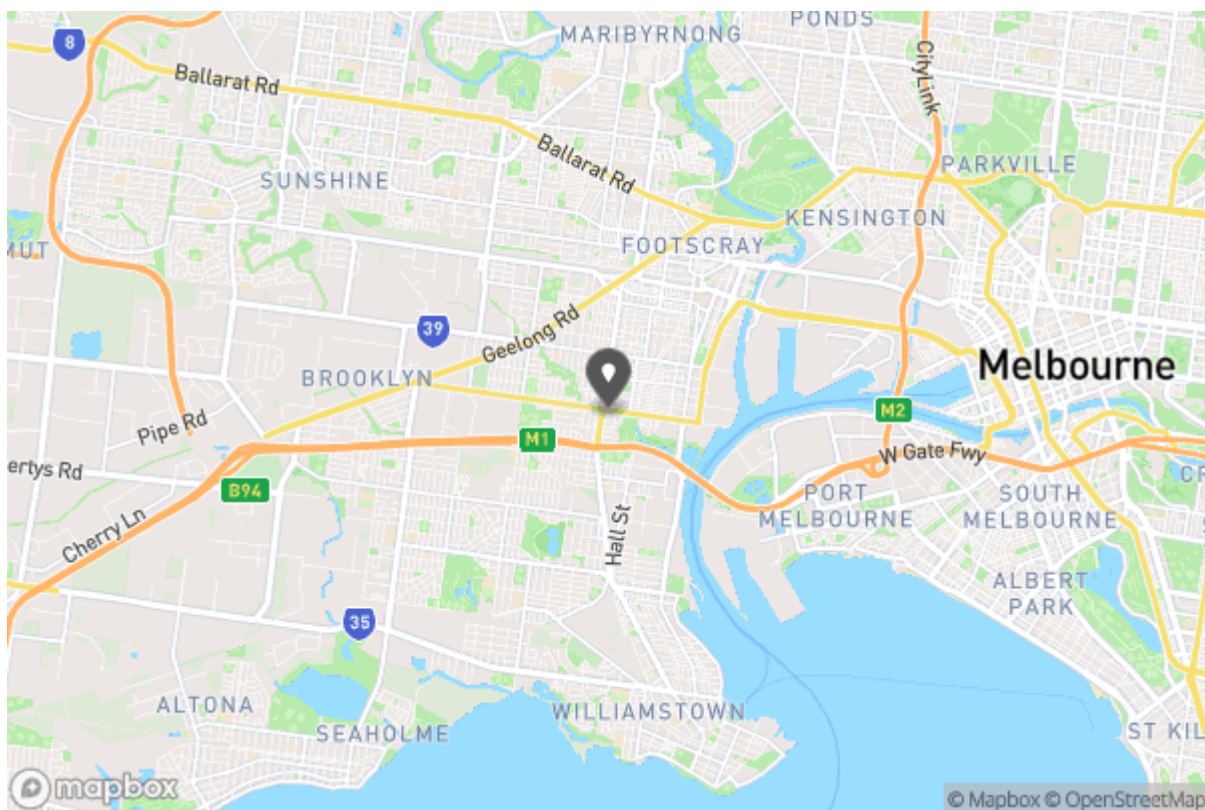 PONDS
MARIBYRNONG
8
Ballarat Rd
CityLink
Ballarat Rd
PARKVILLE
SUNSHINE
KENSINGTON
FOOTSCRAY
MUT
39
Geelong Rd
Melbourne
BROOKLYN
M2
Pipe Rd
M1
W Gate Fwy
ertys Rd
CR
B94
PORT
MELBOURNE
SOUTH
MELBOURNE
Cherry Ln
Hall St
ALBERT
PARK
35
ALTONA
WILLIAMSTOWN
SEAHOLME
ST KIL
mapbox
© Mapbox © OpenStreetMap